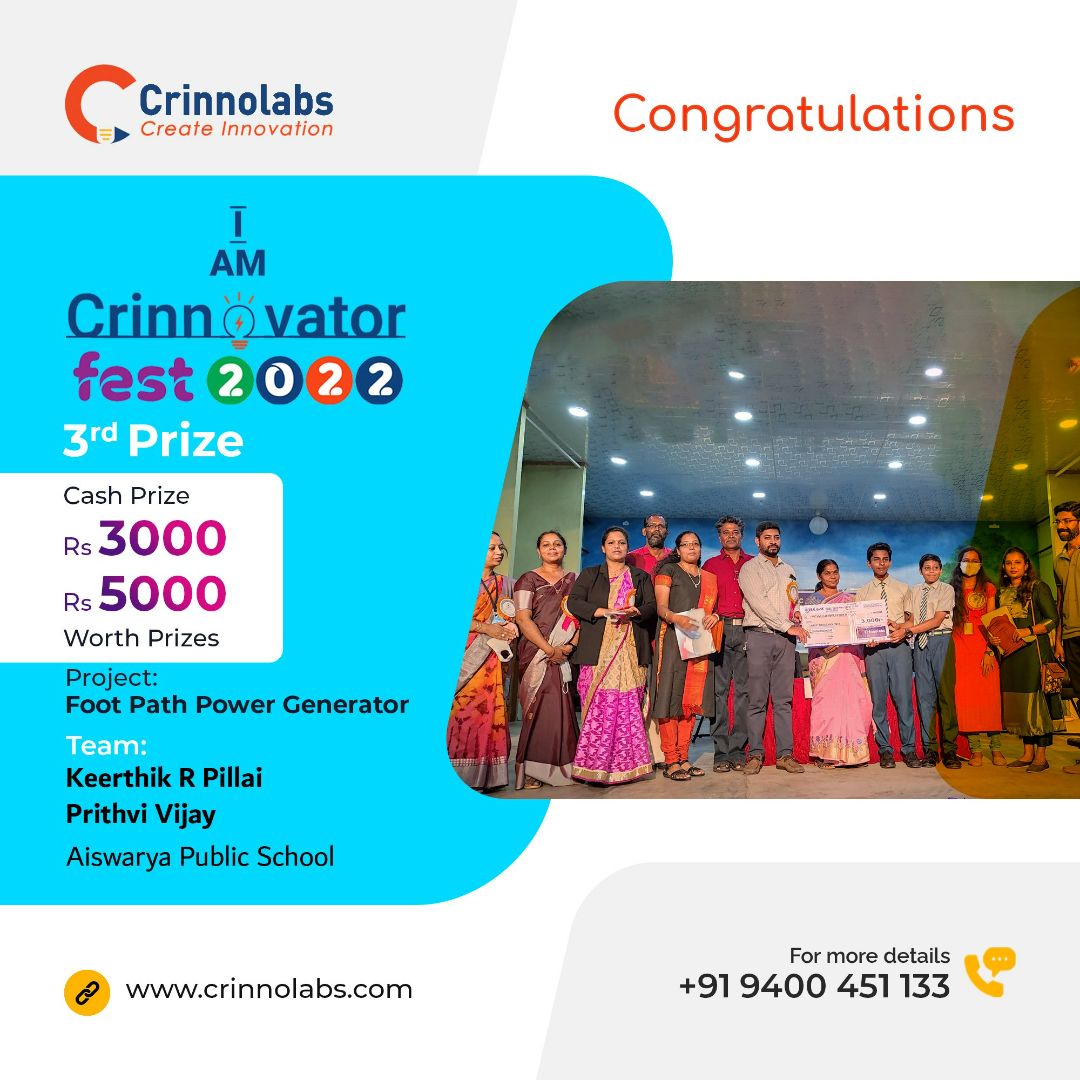 Crinnolabs
Create Innovation
Congratulations
I
AM
Crinnovator
fest 2022
3rd Prize
Cash Prize
Rs 3000
Rs 5000
Worth Prizes
Project:
Foot Path Power Generator
Team:
Keerthik R Pillai
Prithvi Vijay
Aiswarya Public School
3,000/-
www.crinnolabs.com
For more details
+91 9400 451 133